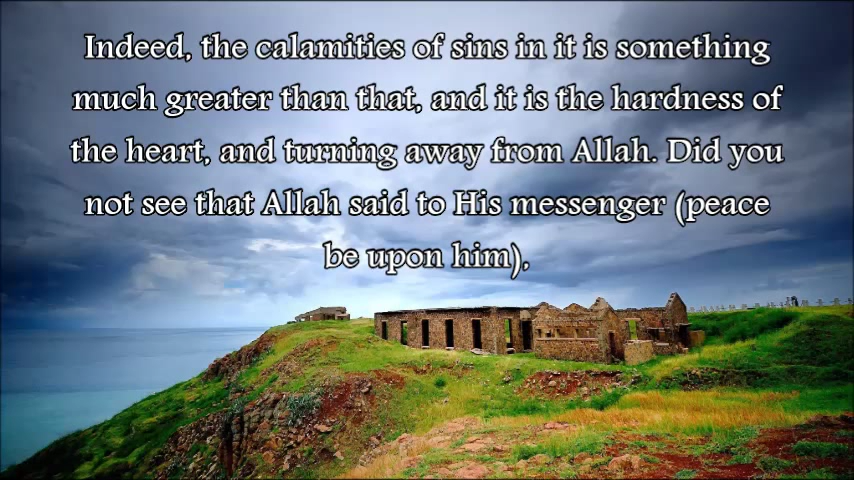 Indeed, the calamities of sins in it is something
much greater than that, and it is the hardness of
the heart, and turning away from Allah. Did you
not see that Allah said to His messenger (peace
be upon him),